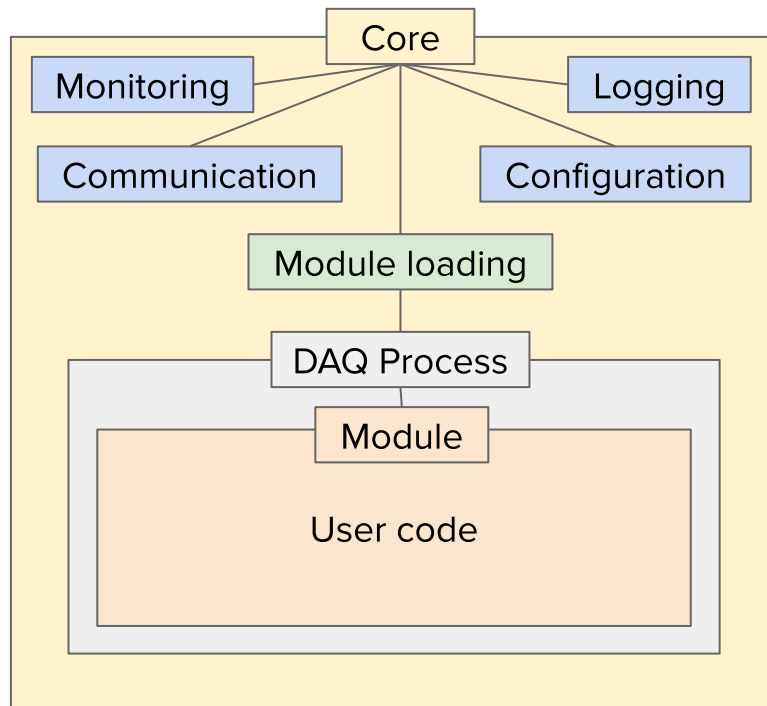 Core
Monitoring
Logging
Communication
Configuration
Module loading
DAQ Process
Module
User code